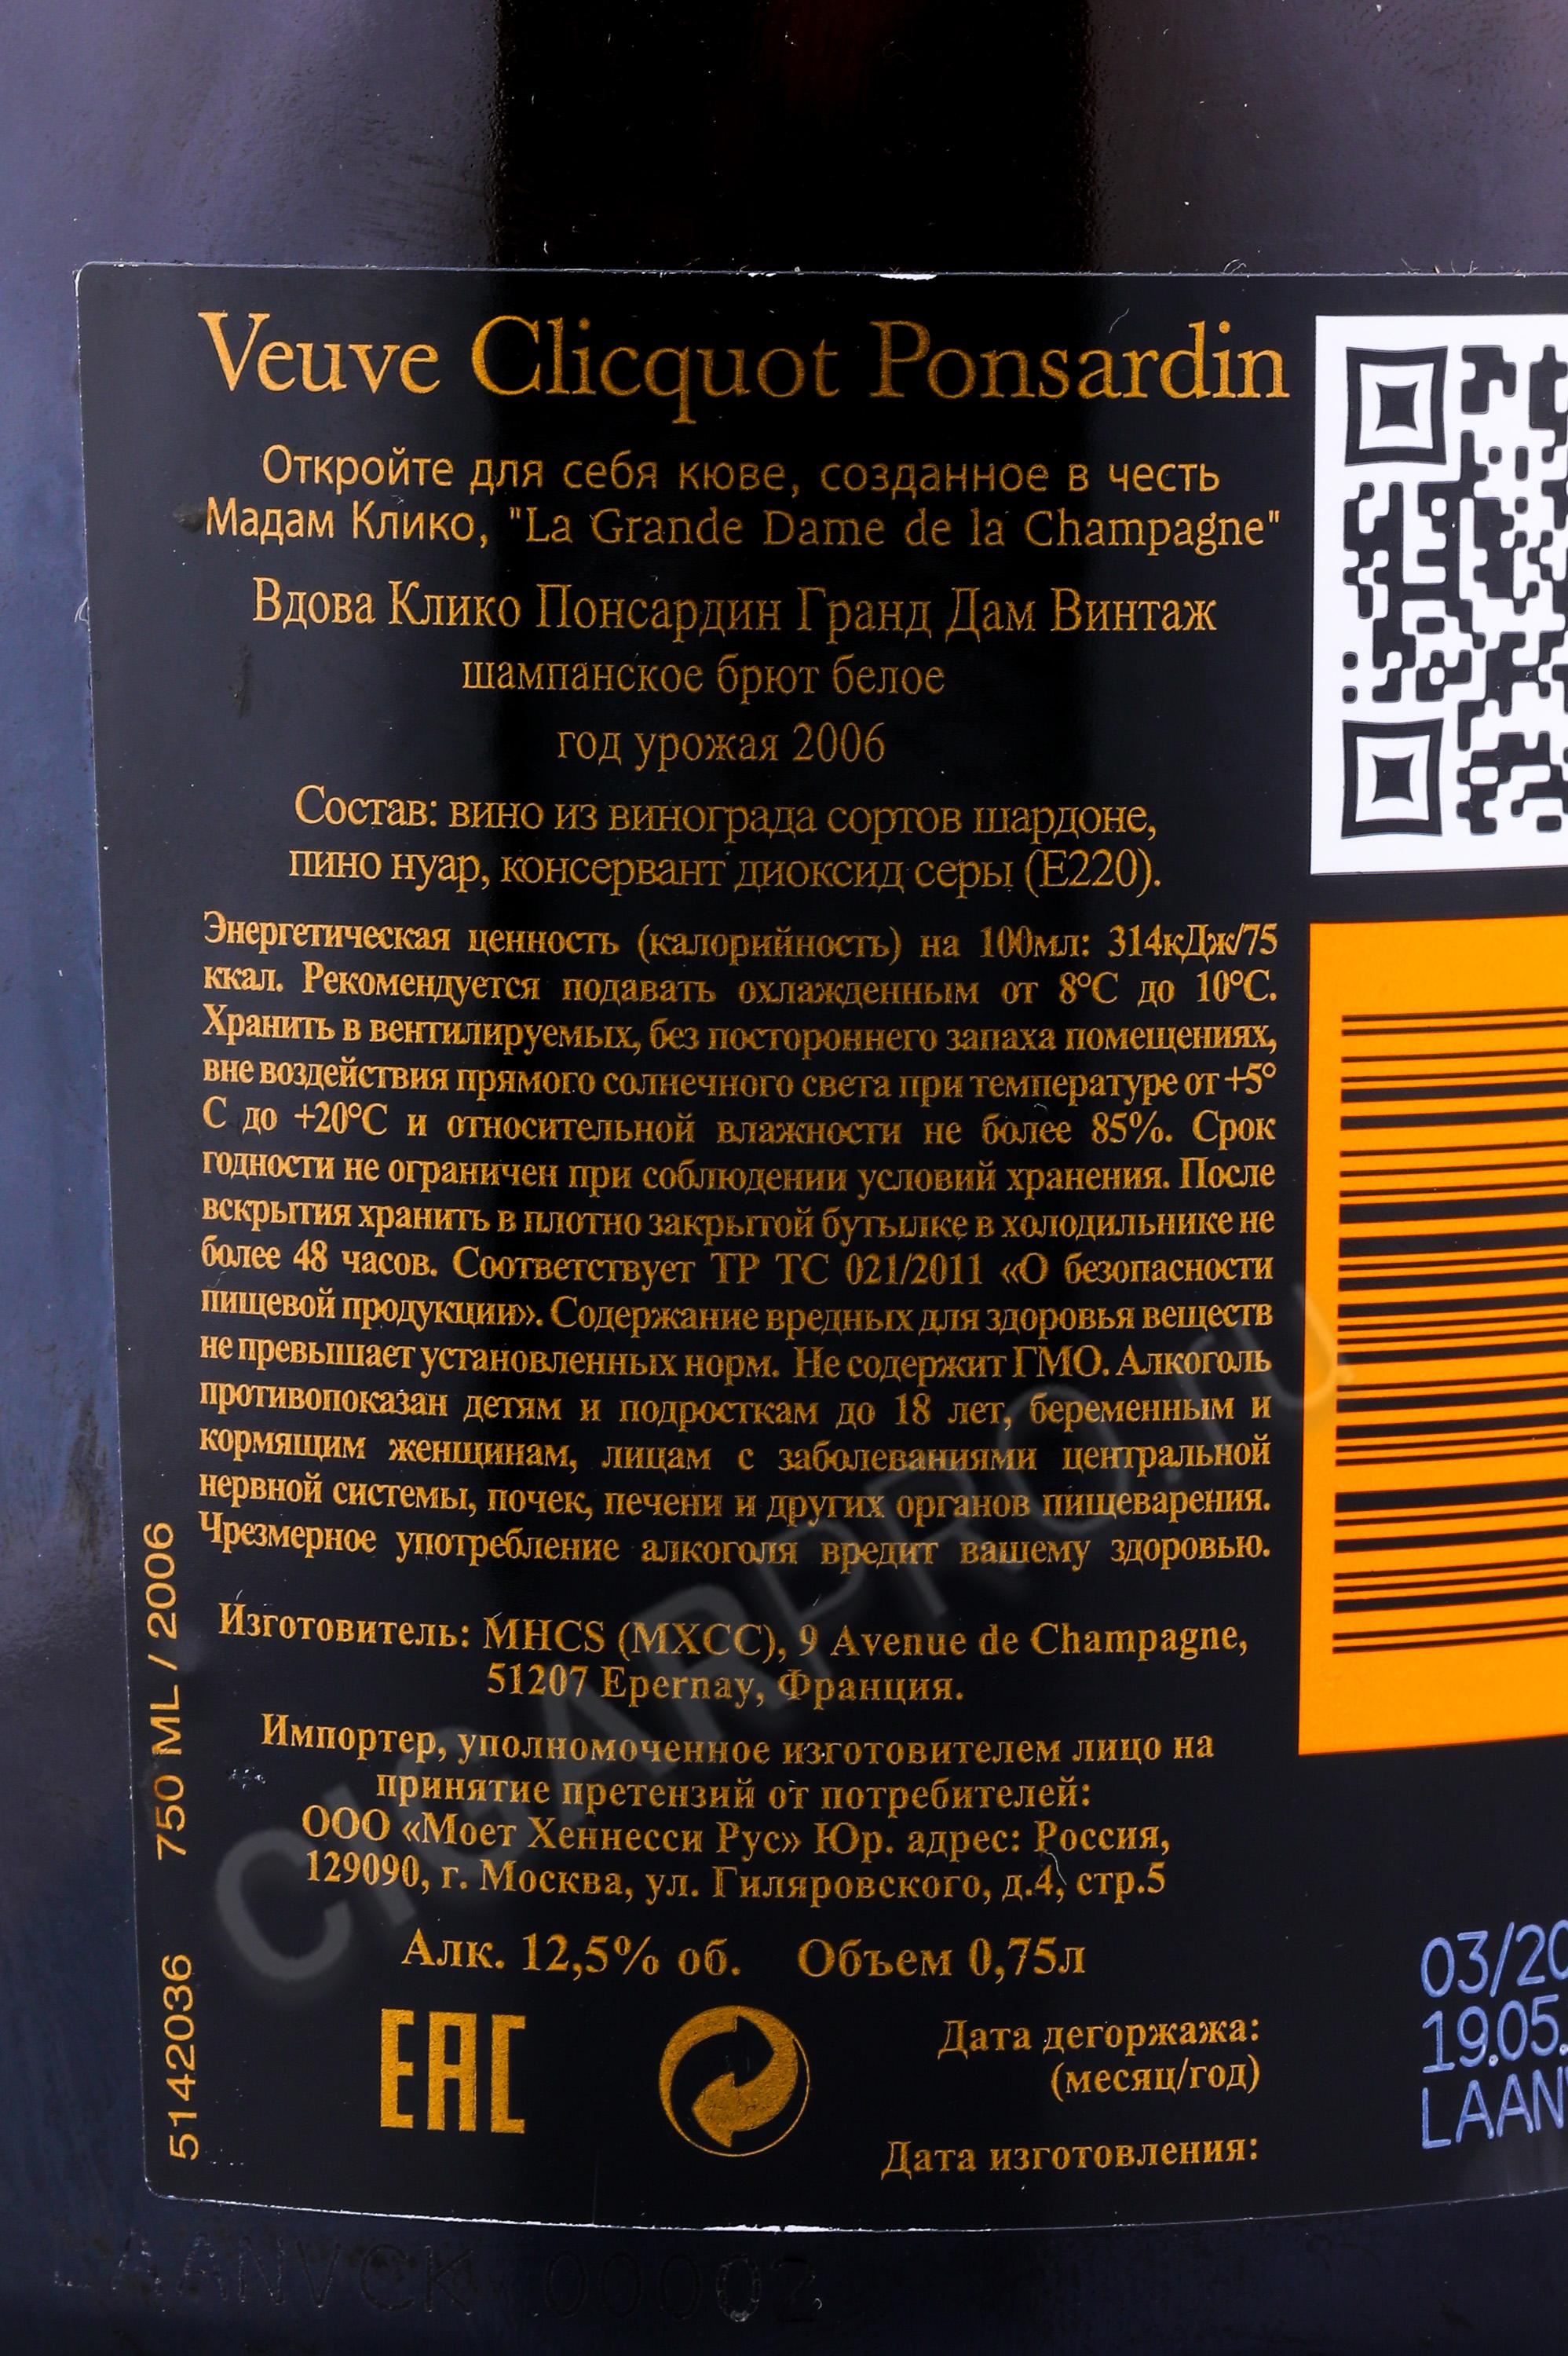 Veuve Clicquot Ponsardin
Откройте для себя кюве, созданное в честь
Мадам Клико, "La Grande Dame de la Champagne"
Вдова Клико Понсардин Гранд Дам Винтаж
шампанское брют белое
год урожая 2006
Состав: вино из винограда сортов шардоне,
пино нуар, консервант диоксид серы (E220).
Энергетическая ценность (калорийность) на 100мл: 314кДж/75
ккал. Рекомендуется подавать охлажденным от 8°C до 10°C.
Хранить в вентилируемых, без постороннего запаха помещениях,
вне воздействия прямого солнечного света при температуре от +5°
С до +20°С и относительной влажности не более 85%. Срок
годности не ограничен при соблюдении условий хранения. После
вскрытия хранить в плотно закрытой бутылке в холодильнике не
более 48 часов. Соответствует ТР ТС 021/2011 «О безопасности
пищевой продукции». Содержание вредных для здоровья веществ
не превышает установленных норм. Не содержит ГМО. Алкоголь
противопоказан детям и подросткам до 18 лет, беременным и
кормящим женщинам, лицам с заболеваниями центральной
нервной системы, почек, печени и других органов пищеварения.
Чрезмерное употребление алкоголя вредит вашему здоровью.
Изготовитель: MHCS (МХСС), 9 Avenue de Champagne,
51207 Epernay, Франция.
Импортер, уполномоченное изготовителем лицо на
принятие претензий от потребителей:
ООО «Моет Хеннесси Рус» Юр. адрес: Россия,
129090, г. Москва, ул. Гиляровского, д.4, стр.5
Алк. 12,5% об. Объем 0,75л
EAC
Дата дегоржажа:
(месяц/год)
Дата изготовления:
03/20
19.05.
LAAN
750 ML / 2006
5142036
LAANVCK 00002
CIGARPRO.ru